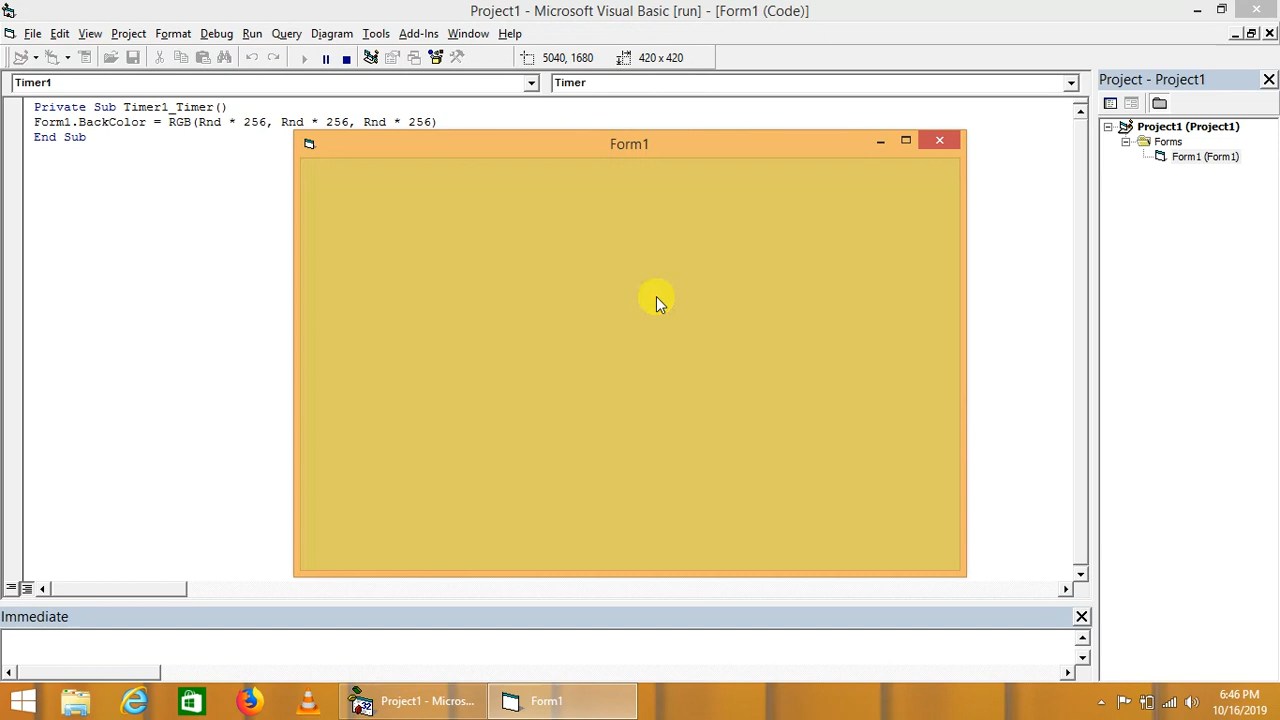 Project1 - Microsoft Visual Basic [run] - [Form1 (Code)]
File Edit View Project Format Debug Run Query Diagram Tools Add-Ins Window Help
5040, 1680 420 x 420
Timer1 Timer
Project - Project1
Private Sub Timer1_Timer()
Form1.BackColor = RGB(Rnd * 256, Rnd * 256, Rnd * 256)
End Sub
Project1 (Project1)
Forms
Form1 (Form1)
Form1
Immediate
Project1 - Micros...
Form1
6:46 PM
10/16/2019